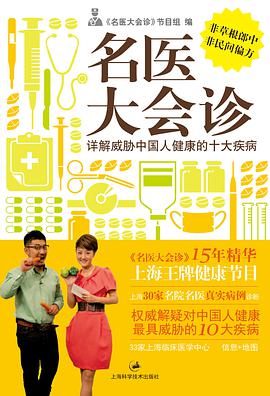 《名医大会诊》节目组 编
非草根郎中
非民间偏方
名医
大会诊
详解威胁中国人健康的十大疾病
《名医大会诊》15年精华
上海王牌健康节目
上海30家名院名医真实病例诊断
权威解疑对中国人健康
最具威胁的10大疾病
33家上海临床医学中心 信息+地图
上海科学技术出版社